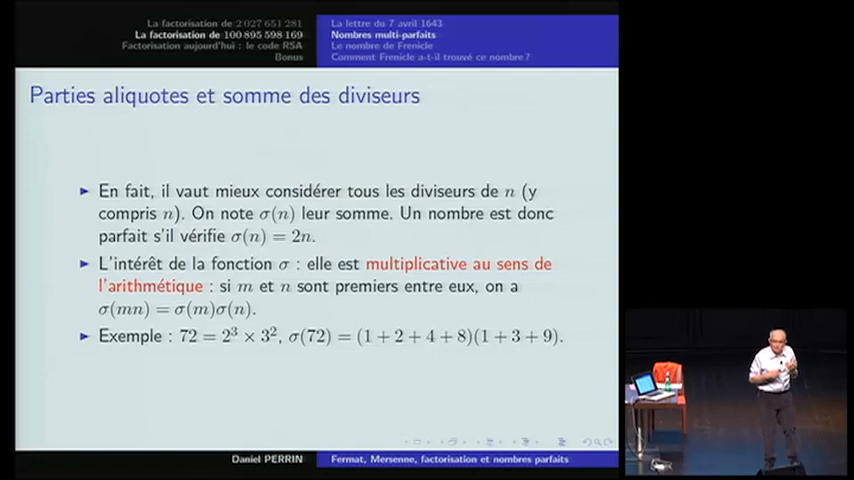 La factorisation de 2 027 651 281
La factorisation de 100 895 598 169
Factorisation aujourd'hui : le code RSA
Bonus
La lettre du 7 avril 1643
Nombres multi-parfaits
Le nombre de Frenicle
Comment Frenicle a-t-il trouvé ce nombre ?
Parties aliquotes et somme des diviseurs
En fait, il vaut mieux considérer tous les diviseurs de n (y
compris n). On note σ(n) leur somme. Un nombre est donc
parfait s'il vérifie σ(n) = 2n.
L'intérêt de la fonction σ : elle est multiplicative au sens de
l'arithmétique : si m et n sont premiers entre eux, on a
σ(mn) = σ(m)σ(n).
Exemple : 72 = 2³ × 3², σ(72) = (1 + 2 + 4 + 8)(1 + 3 + 9).
Daniel PERRIN
Fermat, Mersenne, factorisation et nombres parfaits